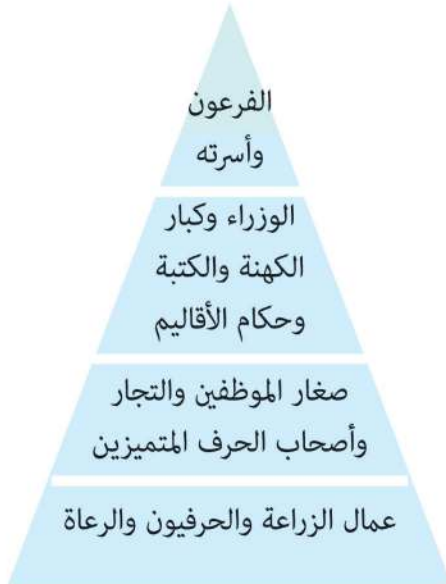 الفرعون
وأسرته
الوزراء وكبار
الكهنة والكتبة
وحكام الأقاليم
صغار الموظفين والتجار
وأصحاب الحرف المتميزين
عمال الزراعة والحرفيون والرعاة